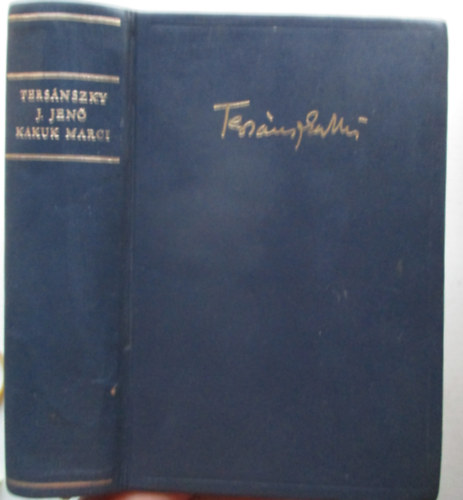 TERSÁNSZKY
J. JENŐ
KAKUK MARCI